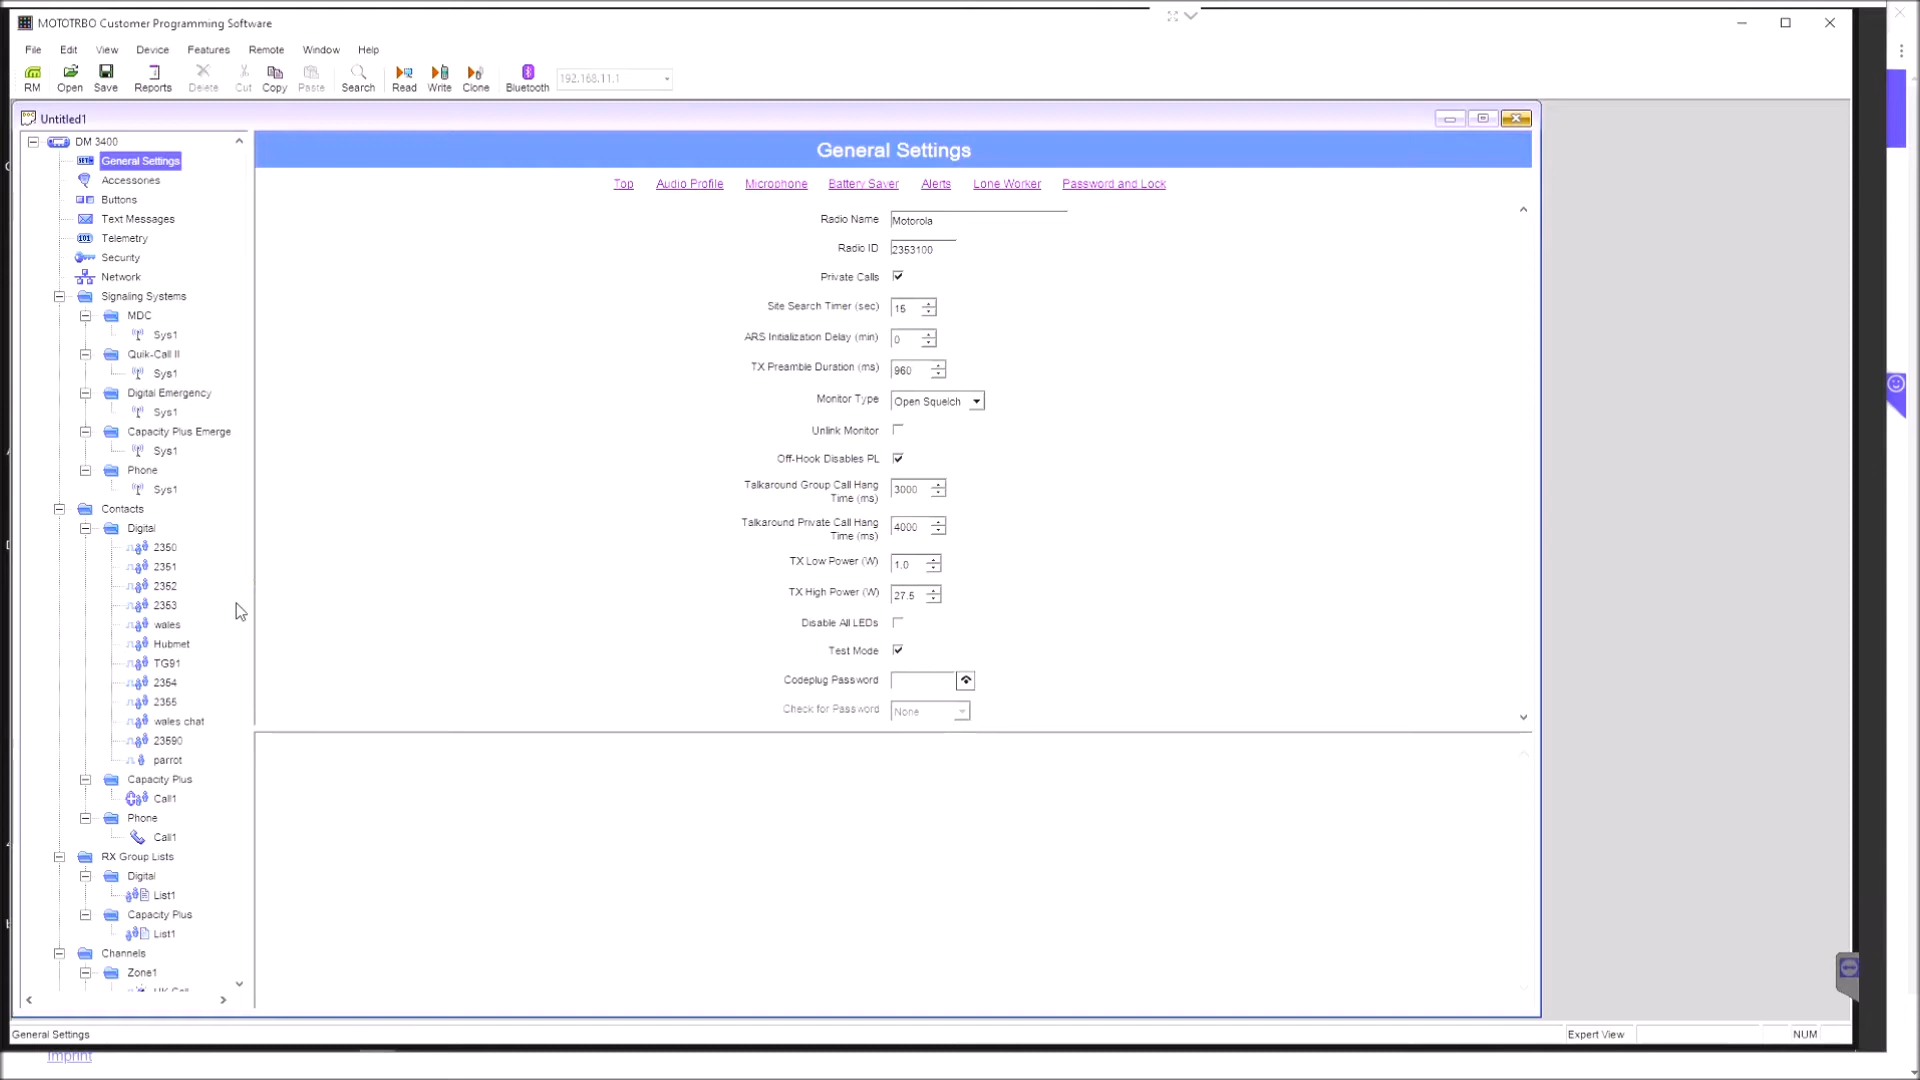 MOTOTRBO Customer Programming Software
File Edit View Device Features Remote Window Help
RM Open Save Reports Delete Cut Copy Paste Search Read Write Clone Bluetooth 192.168.11.1
Untitled1
DM 3400
General Settings
Accessories
Buttons
Text Messages
Telemetry
Security
Network
Signaling Systems
MDC
Sys1
Quik-Call II
Sys1
Digital Emergency
Sys1
Capacity Plus Emerge
Sys1
Phone
Sys1
Contacts
Digital
2350
2351
2352
2353
wales
Hubmet
TG91
2354
2355
wales chat
23590
parrot
Capacity Plus
Call1
Phone
Call1
RX Group Lists
Digital
List1
Capacity Plus
List1
Channels
Zone1
General Settings
Top Audio Profile Microphone Battery Saver Alerts Lone Worker Password and Lock
Radio Name Motorola
Radio ID 2353100
Private Calls
Site Search Timer (sec) 15
ARS Initialization Delay (min) 0
TX Preamble Duration (ms) 960
Monitor Type Open Squelch
Unlink Monitor
Off-Hook Disables PL
Talkaround Group Call Hang
Time (ms) 3000
Talkaround Private Call Hang
Time (ms) 4000
TX Low Power (W) 1.0
TX High Power (W) 27.5
Disable All LEDs
Test Mode
Codeplug Password
Check for Password None
General Settings Expert View NUM
Imprint